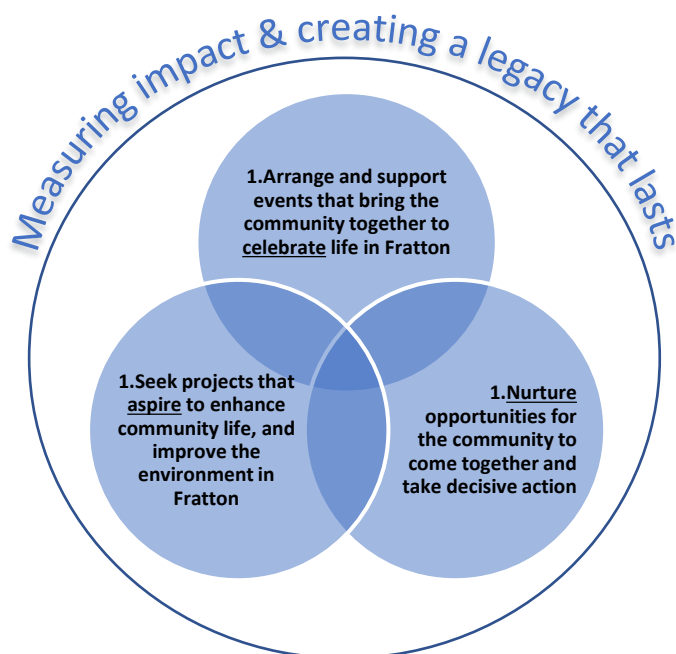 Measuring impact & creating a legacy that lasts
1.Arrange and support
events that bring the
community together to
celebrate life in Fratton
1.Seek projects that
aspire to enhance
community life, and
improve the
environment in
Fratton
1.Nurture
opportunities for
the community to
come together and
take decisive action